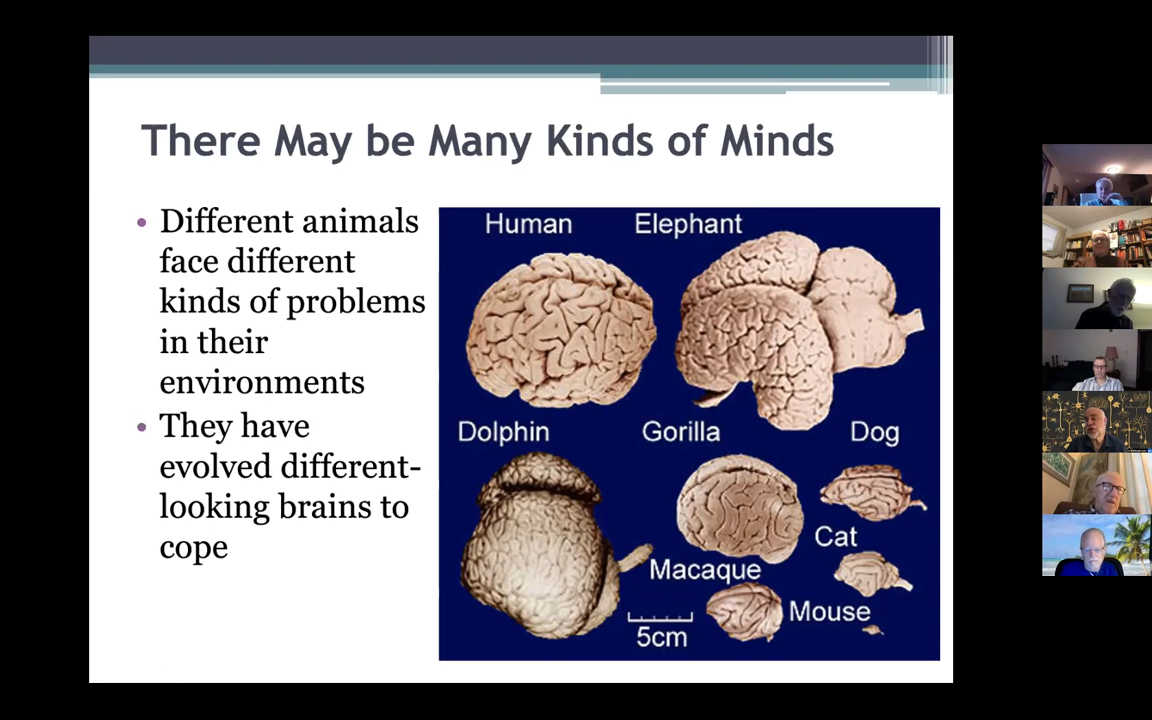 There May be Many Kinds of Minds
• Different animals
face different
kinds of problems
in their
environments
• They have
evolved different-
looking brains to
cope
Human
Elephant
Dolphin
Gorilla
Dog
Cat
Macaque
Mouse
5cm